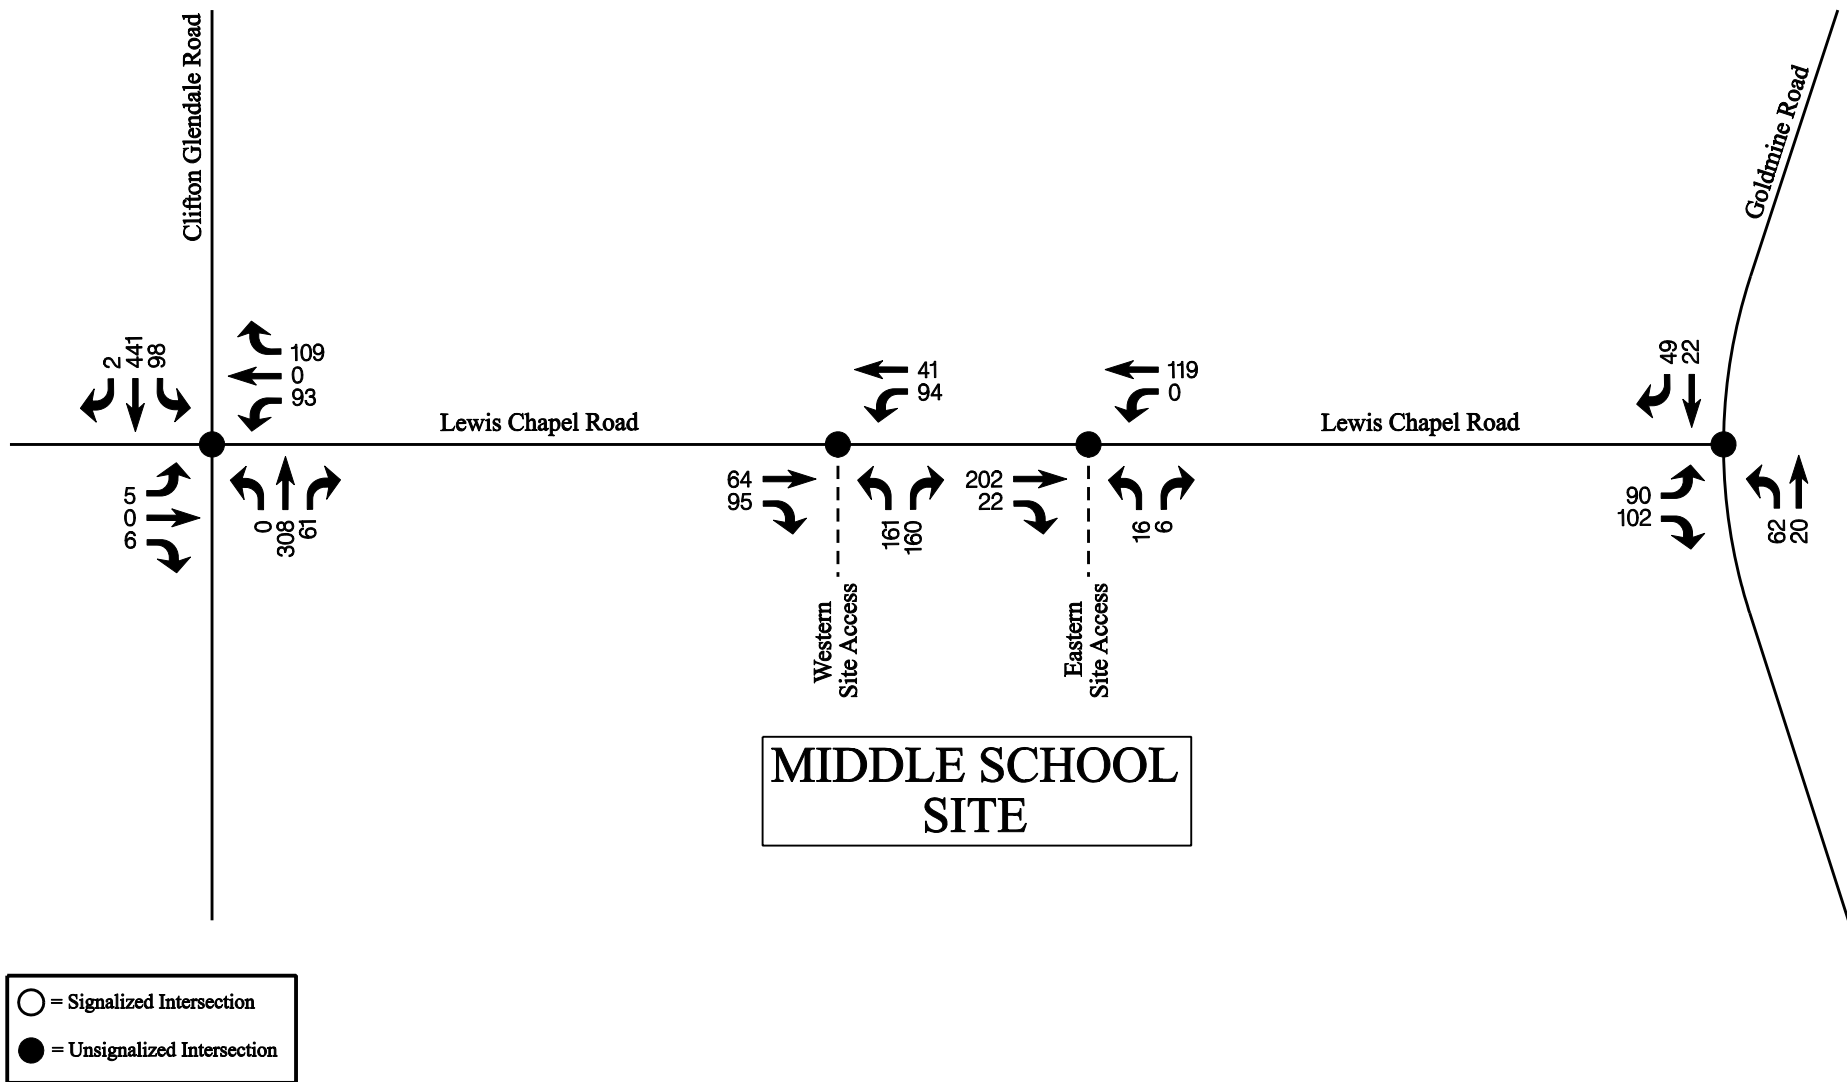 Clifton Glendale Road
Goldmine Road
2
441
98
109
0
93
41
94
119
0
49
22
Lewis Chapel Road
Lewis Chapel Road
5
0
6
0
308
61
64
95
161
160
202
22
16
6
90
102
62
20
Western
Site Access
Eastern
Site Access
MIDDLE SCHOOL
SITE
= Signalized Intersection
= Unsignalized Intersection